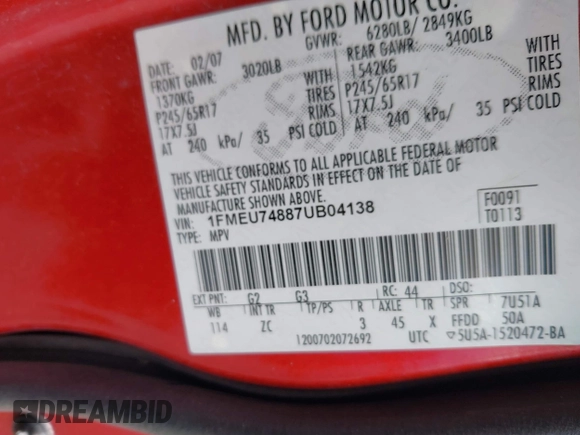 MFD. BY FORD MOTOR CO.
DATE: 02/07 GVWR: 6280LB/ 2849KG
FRONT GAWR: 3020LB REAR GAWR: 3400LB
1370KG WITH 1542KG WITH
P245/65R17 TIRES P245/65R17 TIRES
17X7.5J RIMS 17X7.5J RIMS
AT 240 kPa/ 35 PSI COLD AT 240 kPa/ 35 PSI COLD
THIS VEHICLE CONFORMS TO ALL APPLICABLE FEDERAL MOTOR
VEHICLE SAFETY STANDARDS IN EFFECT ON THE DATE OF
MANUFACTURE SHOWN ABOVE.
VIN: 1FMEU74887UB04138 F0091
TYPE: MPV T0113
EXT PNT: G2 G3 RC: 44 DSO:
WB INT TR TP/PS R AXLE TR SPR 7U51A
114 ZC 3 45 X FFDD 50A
1200702072692 UTC 5U5A-1520472-BA
DREAMBID